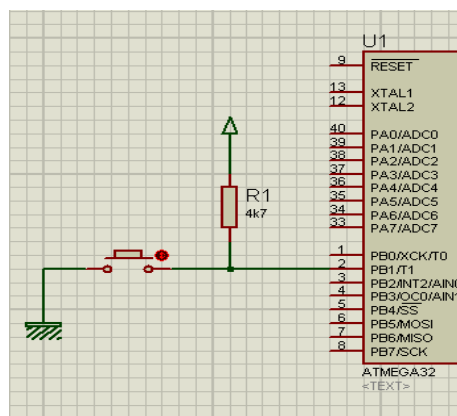 U1
9 RESET
13 XTAL1
12 XTAL2
40 PA0/ADC0
39 PA1/ADC1
38 PA2/ADC2
37 PA3/ADC3
36 PA4/ADC4
35 PA5/ADC5
34 PA6/ADC6
33 PA7/ADC7
R1
4k7
1 PB0/XCK/T0
2 PB1/T1
3 PB2/INT2/AIN0
4 PB3/OC0/AIN1
5 PB4/SS
6 PB5/MOSI
7 PB6/MISO
8 PB7/SCK
ATMEGA32
<TEXT>